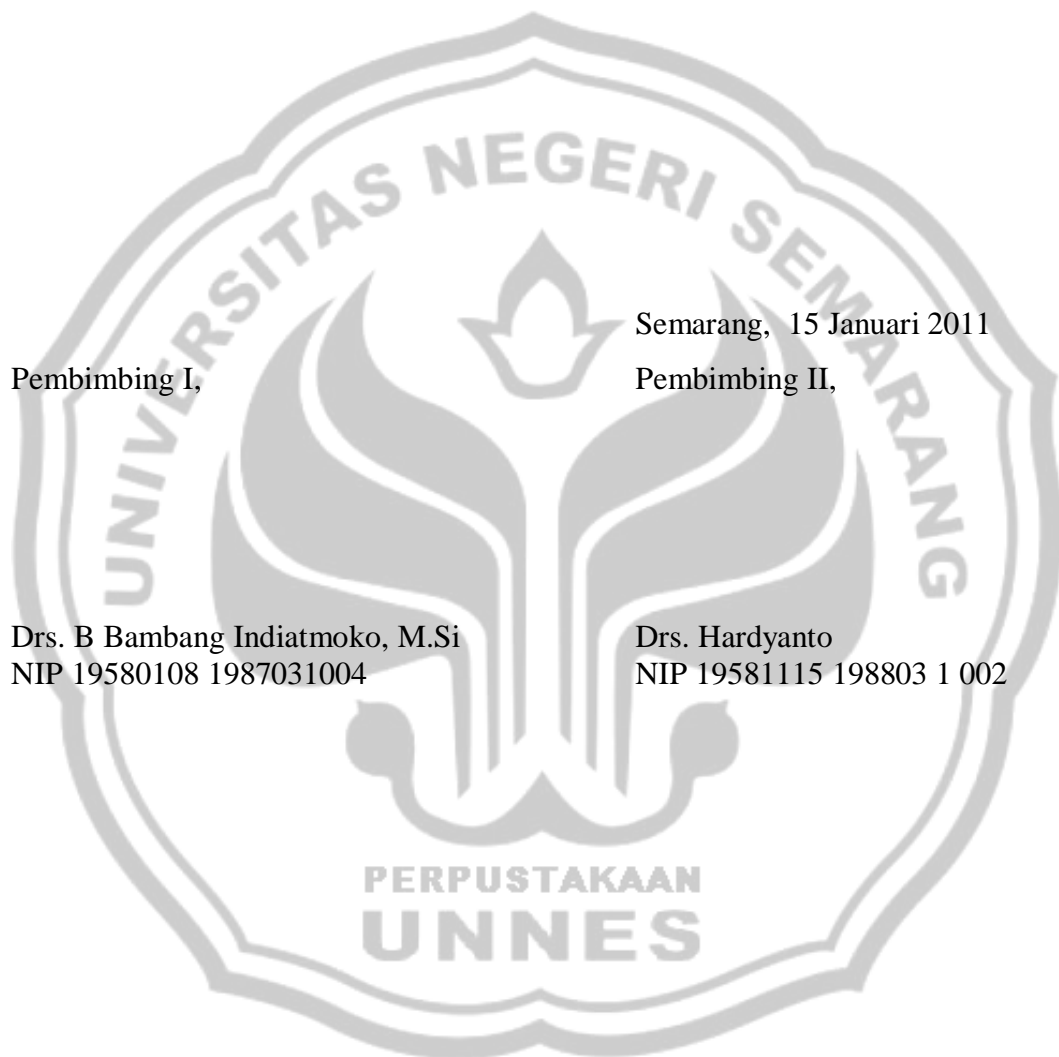 UNIVERSITAS NEGERI SEMARANG
Semarang,  15 Januari 2011
Pembimbing I,
Pembimbing II,
Drs. B Bambang Indiatmoko, M.Si
NIP 19580108 1987031004
Drs. Hardyanto
NIP 19581115 198803 1 002
PERPUSTAKAAN
UNNES